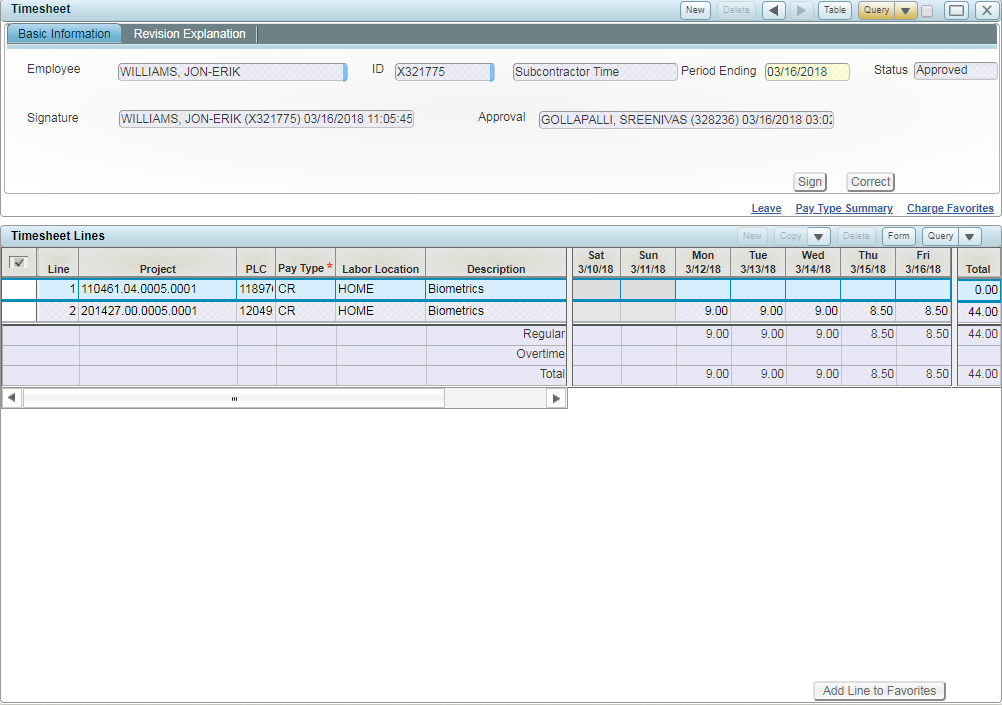 Timesheet New Delete Table Query
Basic Information Revision Explanation
Employee WILLIAMS, JON-ERIK ID X321775 Subcontractor Time Period Ending 03/16/2018 Status Approved
Signature WILLIAMS, JON-ERIK (X321775) 03/16/2018 11:05:45 Approval GOLLAPALLI, SREENIVAS (328236) 03/16/2018 03:02
Sign Correct
Leave Pay Type Summary Charge Favorites
Timesheet Lines New Copy Delete Form Query
Sat Sun Mon Tue Wed Thu Fri
Line Project PLC Pay Type * Labor Location Description 3/10/18 3/11/18 3/12/18 3/13/18 3/14/18 3/15/18 3/16/18 Total
1 110461.04.0005.0001 11897 CR HOME Biometrics 0.00
2 201427.00.0005.0001 12049 CR HOME Biometrics 9.00 9.00 9.00 8.50 8.50 44.00
Regular 9.00 9.00 9.00 8.50 8.50 44.00
Overtime
Total 9.00 9.00 9.00 8.50 8.50 44.00
Add Line to Favorites